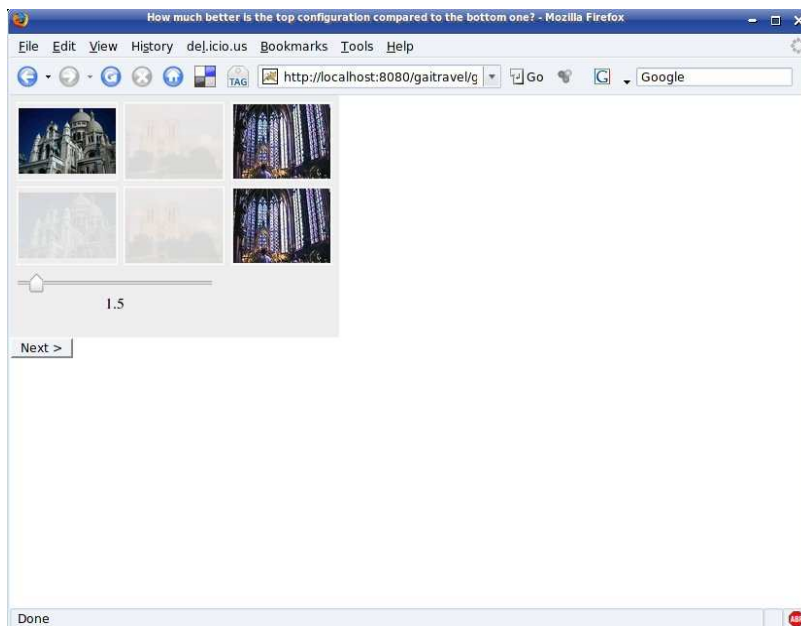 How much better is the top configuration compared to the bottom one? - Mozilla Firefox
File Edit View History del.icio.us Bookmarks Tools Help
TAG http://localhost:8080/gaitravel/g Go G Google
1.5
Next >
Done
ABP